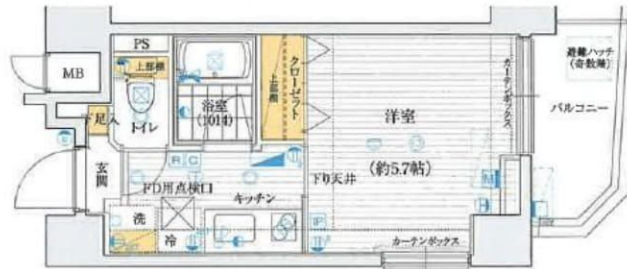 PS
MB
上部棚
トイレ
下足入
浴室
(1014)
クローゼット
上部棚
洋室
(約5.7帖)
カーテンボックス
避難ハッチ
(奇数階)
バルコニー
玄関
R
C
FD用点検口
キッチン
下り天井
洗
冷
カーテンボックス
M